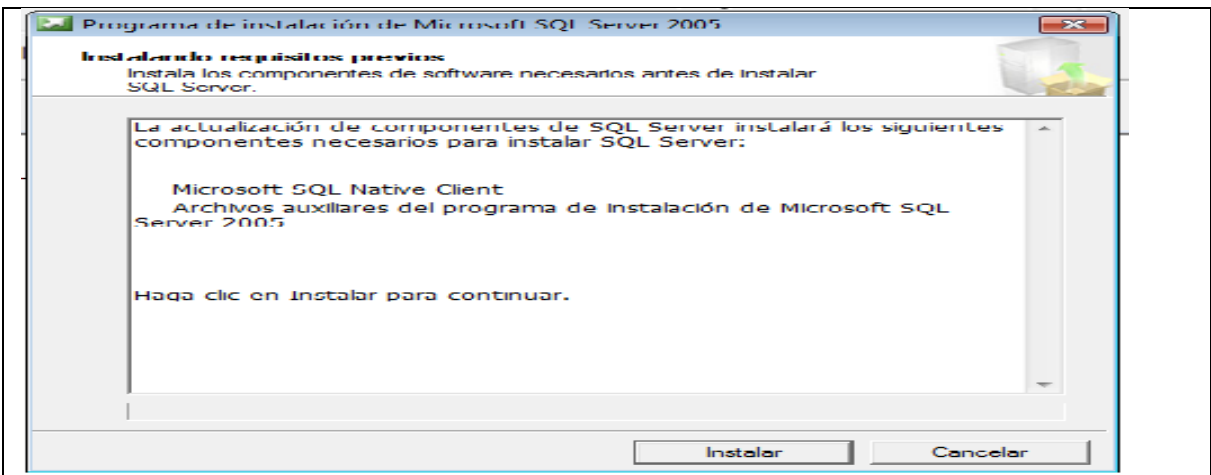 Programa de instalación de Microsoft SQL Server 2005
Instalando requisitos previos
Instala los componentes de software necesarios antes de instalar
SQL Server.
La actualización de componentes de SQL Server instalará los siguientes
componentes necesarios para instalar SQL Server:
Microsoft SQL Native Client
Archivos auxiliares del programa de instalación de Microsoft SQL
Server 2005
Haga clic en Instalar para continuar.
Instalar
Cancelar